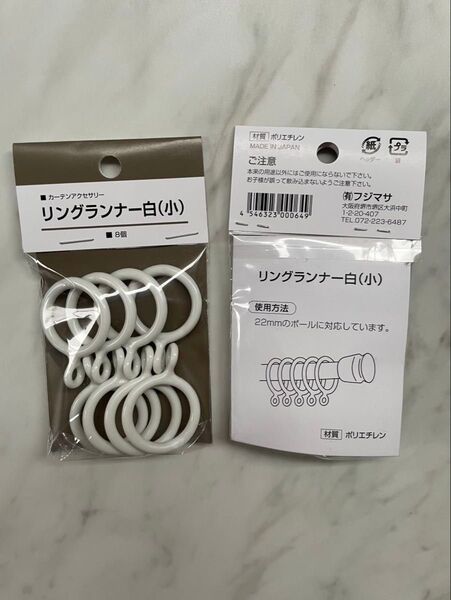 ■ カーテンアクセサリー
リングランナー白(小)
■ 8個
材質 ポリエチレン
MADE IN JAPAN
ご注意
本来の用途以外にはご使用にならないで下さい。
お子様が誤って飲み込まないようご注意下さい。
紙
ヘッダー
プラ
袋
4 546323 000649
(有)フジマサ
大阪府堺市堺区大浜中町
1-2-20-407
TEL.072-223-6487
リングランナー白(小)
使用方法
22mmのポールに対応しています。
材質 ポリエチレン